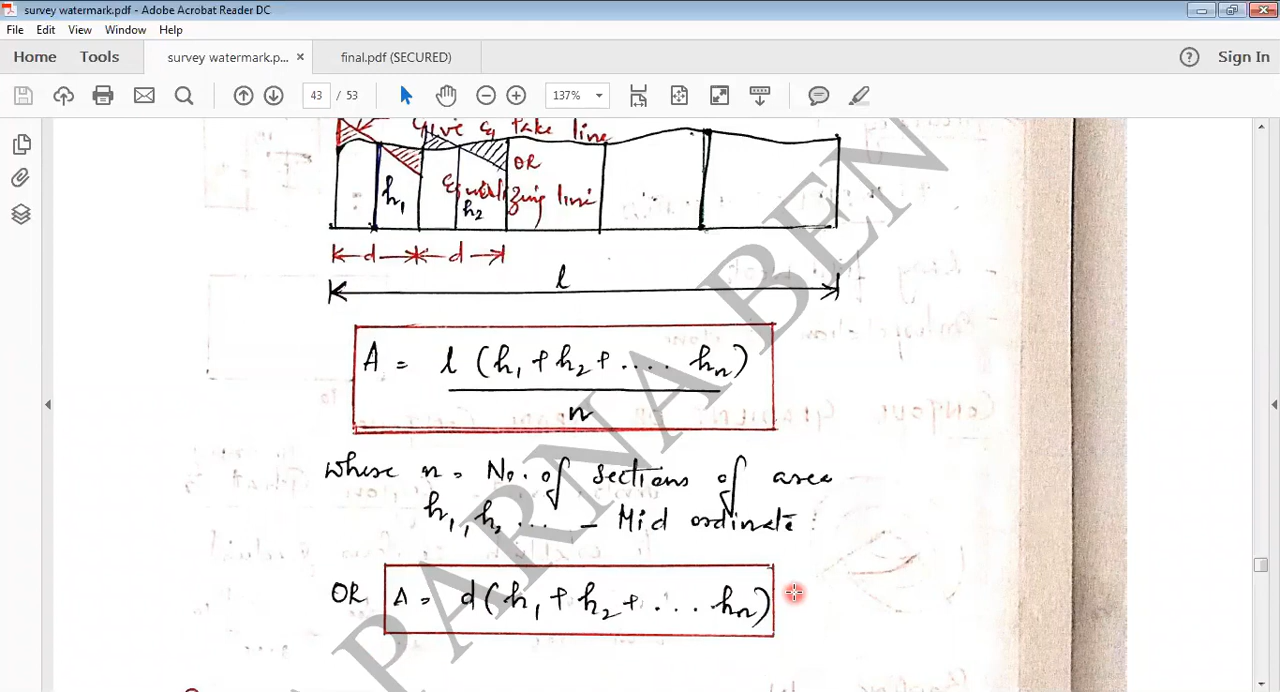 survey watermark.pdf - Adobe Acrobat Reader DC
File Edit View Window Help
Home Tools survey watermark.p... × final.pdf (SECURED) Sign In
43 / 53 137%
Give & take line
OR
Equalizing line
h1 h2
d d
l
A = l (h1 + h2 + .... hn)
n
where n = No. of sections of area
h1, h2 ... - Mid ordinate
OR A = d(h1 + h2 + ... hn)
PARNA BEN